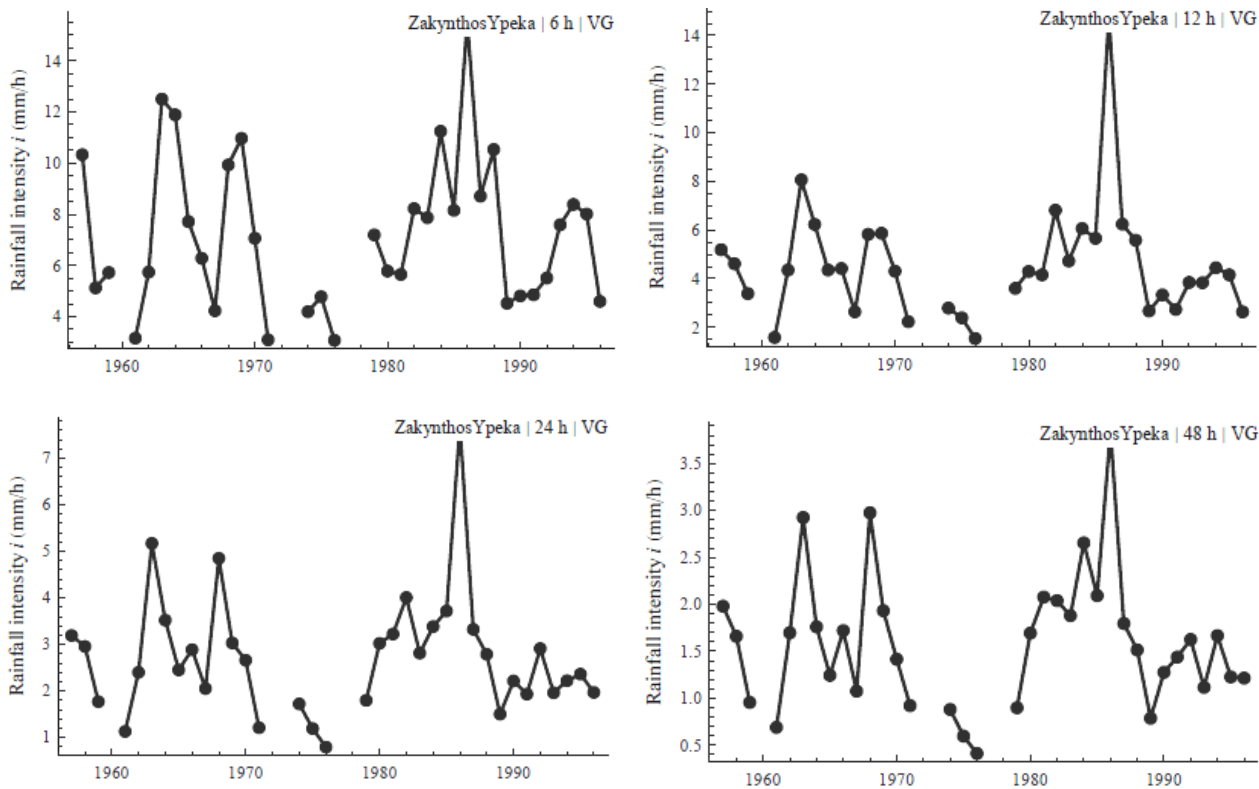 ZakynthosYpeka | 6 h | VG
Rainfall intensity i (mm/h)
14
12
10
8
6
4
1960 1970 1980 1990
ZakynthosYpeka | 12 h | VG
Rainfall intensity i (mm/h)
14
12
10
8
6
4
2
1960 1970 1980 1990
ZakynthosYpeka | 24 h | VG
Rainfall intensity i (mm/h)
7
6
5
4
3
2
1
1960 1970 1980 1990
ZakynthosYpeka | 48 h | VG
Rainfall intensity i (mm/h)
3.5
3.0
2.5
2.0
1.5
1.0
0.5
1960 1970 1980 1990